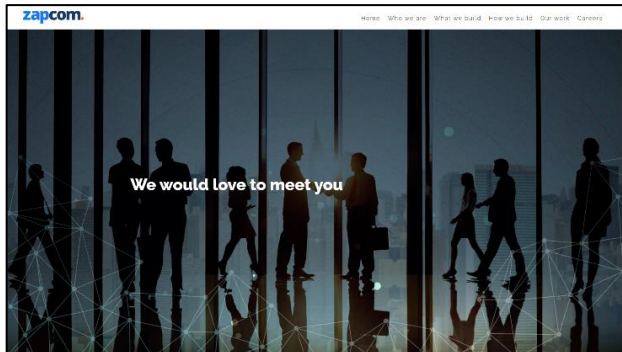 zapcom.
Home Who we are What we build How we build Our work Careers
We would love to meet you